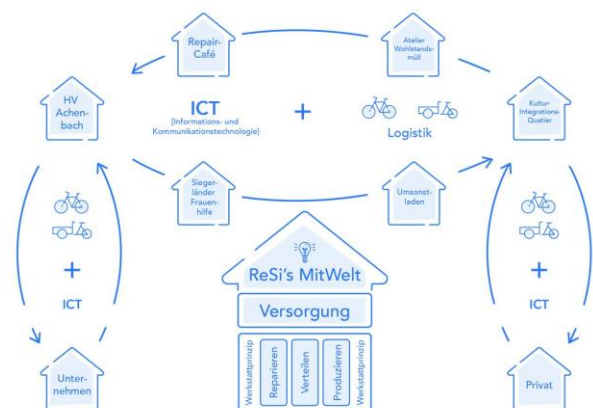 Repair-
Café
Atelier
Wohlstands-
müll
HV
Achen-
bach
ICT
(Informations- und
Kommunikationstechnologie)
+
Logistik
Kultur-
Integrations-
Quatier
Sieger-
länder
Frauen-
hilfe
Umsonst-
laden
+
ICT
ReSi's MitWelt
Versorgung
Werkstattprinzip
Reparieren
Verteilen
Produzieren
Werkstattprinzip
+
ICT
Unter-
nehmen
Privat